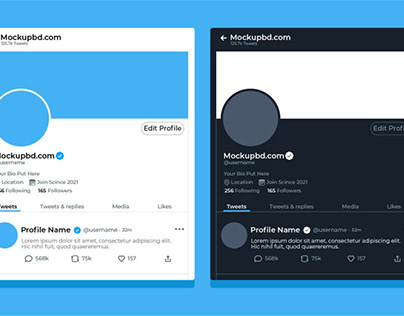 Mockupbd.com
125.7k Tweets
Edit Profile
Mockupbd.com
@username
Your Bio Put Here
Location Join Scince 2021
256 Following 165 Followers
Tweets Tweets & replies Media Likes
Profile Name @username · 32m
Lorem ipsum dolor sit amet, consectetur adipiscing elit.
Hic nihil sunt, quod quaereremus.
568k 75k 157
Mockupbd.com
125.7k Tweets
Edit Profile
Mockupbd.com
@username
Your Bio Put Here
Location Join Scince 2021
256 Following 165 Followers
Tweets Tweets & replies Media Likes
Profile Name @username · 32m
Lorem ipsum dolor sit amet, consectetur adipiscing elit.
Hic nihil sunt, quod quaereremus.
568k 75k 157